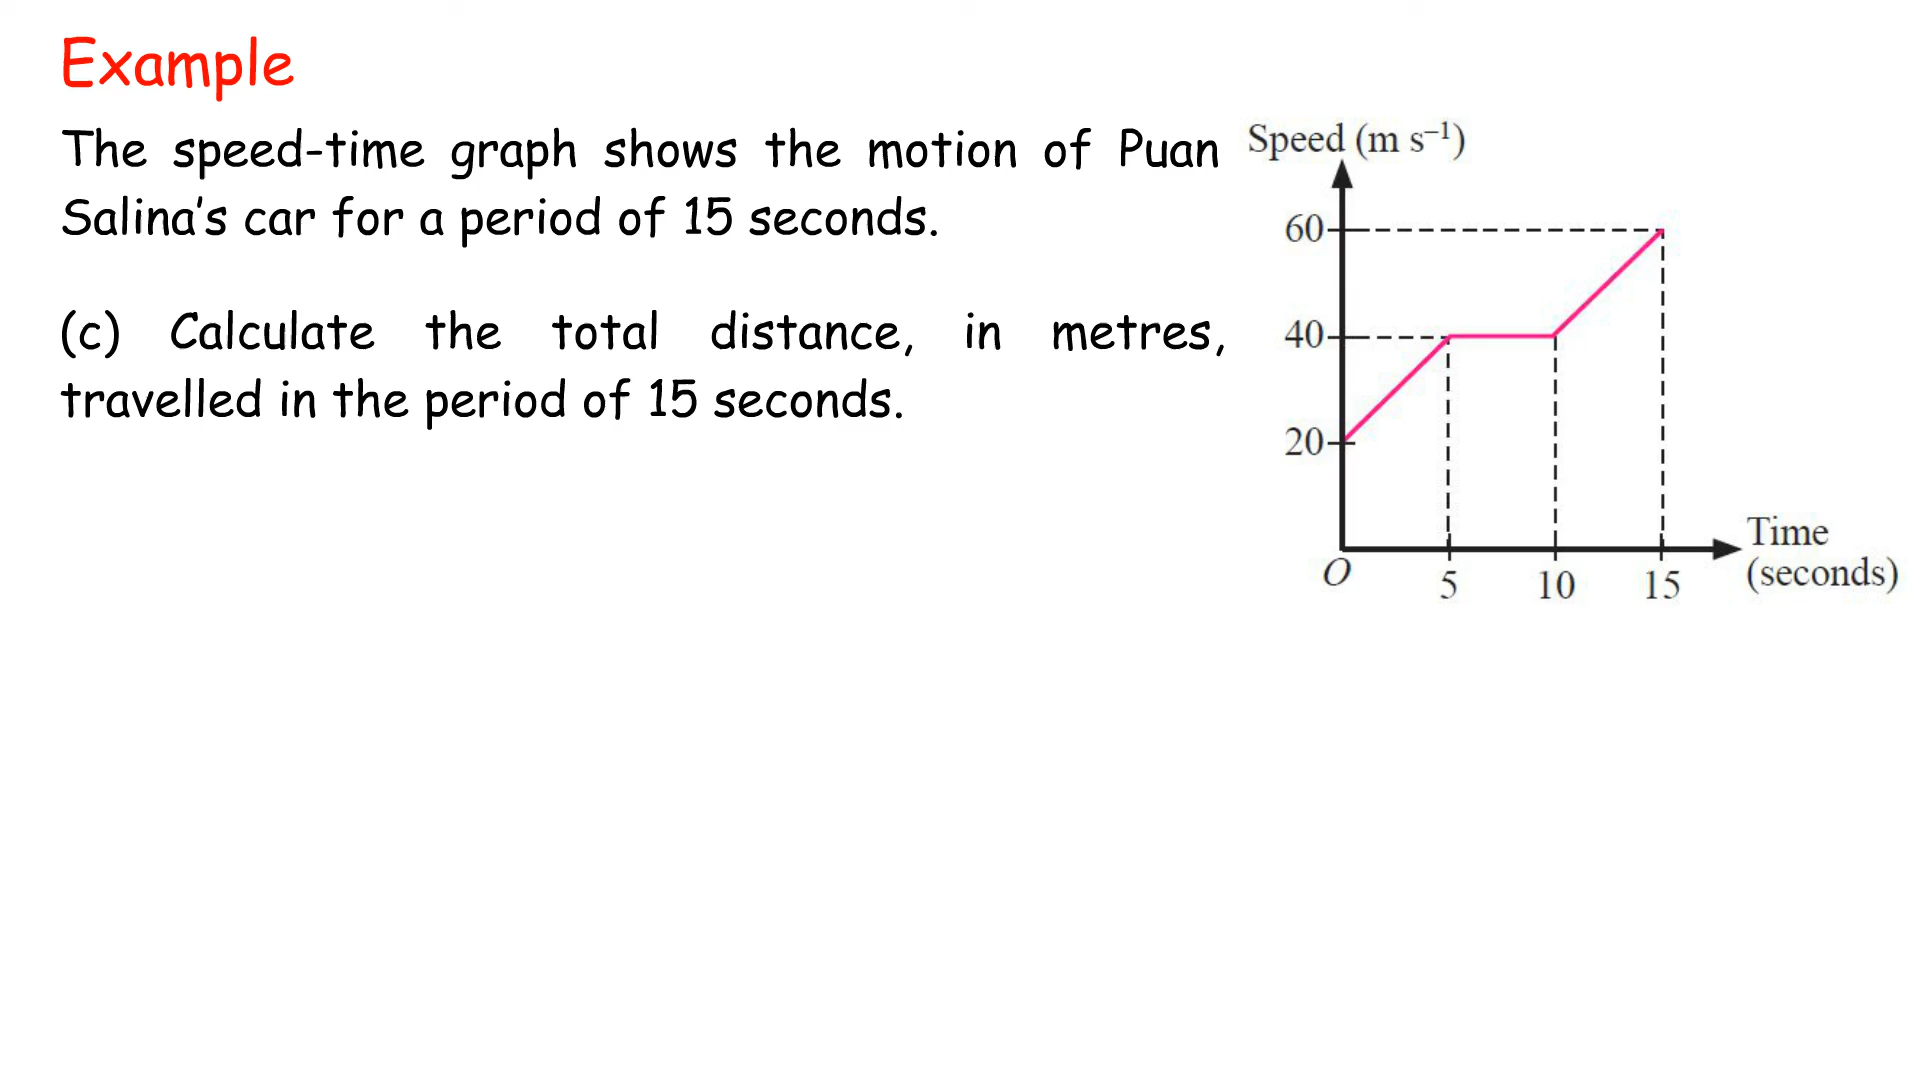 Example
The speed-time graph shows the motion of Puan
Salina's car for a period of 15 seconds.
(c) Calculate the total distance, in metres,
travelled in the period of 15 seconds.
Speed (m s⁻¹)
60
40
20
O
5
10
15
Time
(seconds)